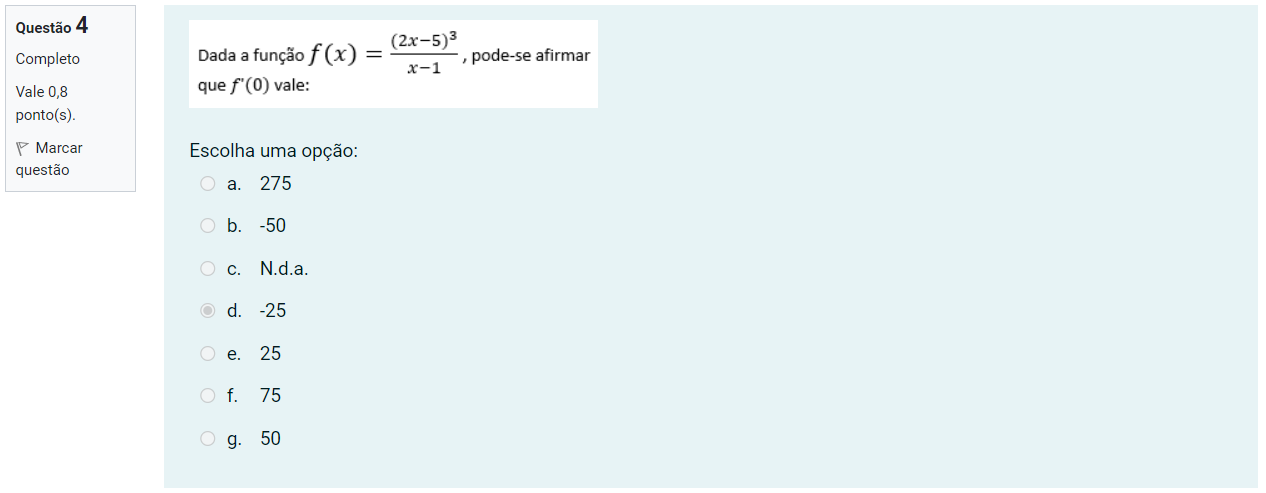 Questão 4
Completo
Vale 0,8
ponto(s).
Marcar
questão
Dada a função f(x) = (2x−5)³/(x−1), pode-se afirmar
que f'(0) vale:
Escolha uma opção:
a. 275
b. -50
c. N.d.a.
d. -25
e. 25
f. 75
g. 50